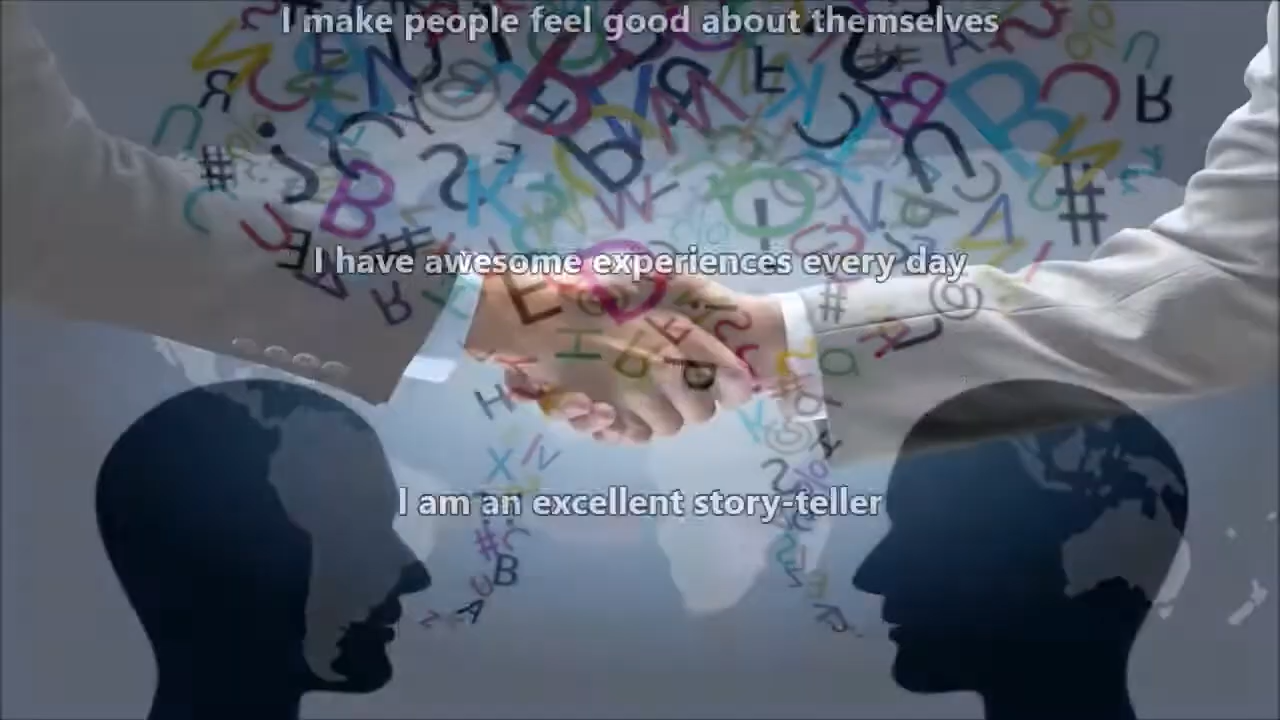 I make people feel good about themselves
I have awesome experiences every day
I am an excellent story-teller